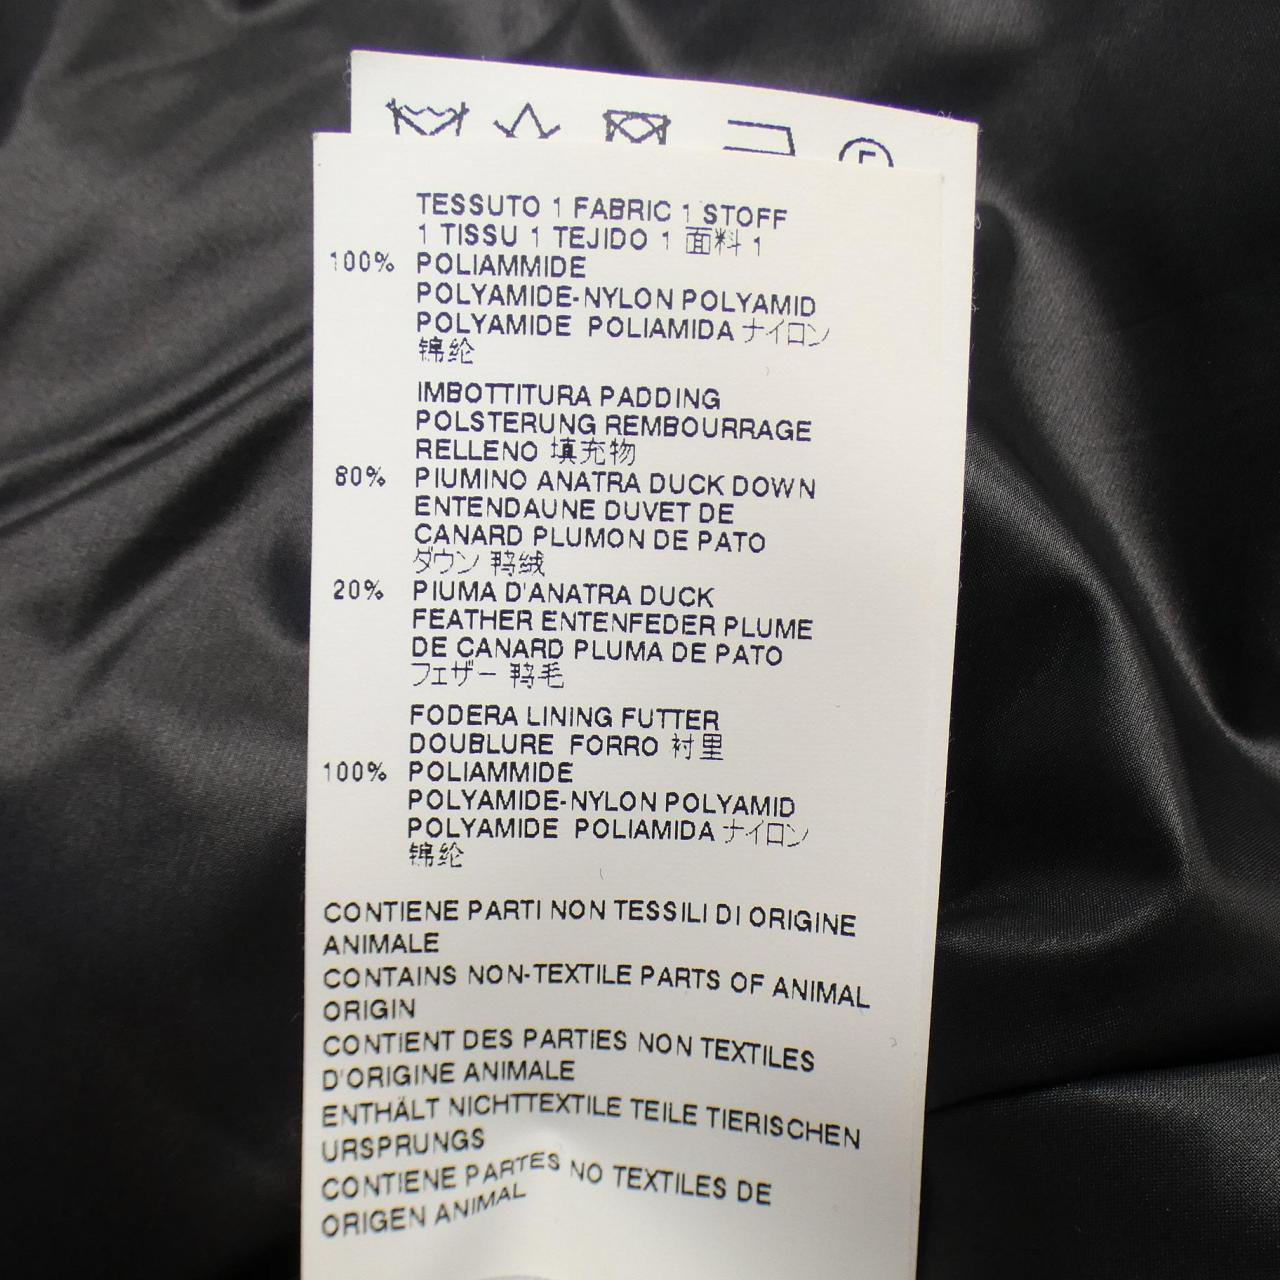 TESSUTO 1 FABRIC 1 STOFF
1 TISSU 1 TEJIDO 1 面料 1
100% POLIAMMIDE
POLYAMIDE-NYLON POLYAMID
POLYAMIDE POLIAMIDA ナイロン
锦纶
IMBOTTITURA PADDING
POLSTERUNG REMBOURRAGE
RELLENO 填充物
80% PIUMINO ANATRA DUCK DOWN
ENTENDAUNE DUVET DE
CANARD PLUMON DE PATO
ダウン 鸭绒
20% PIUMA D'ANATRA DUCK
FEATHER ENTENFEDER PLUME
DE CANARD PLUMA DE PATO
フェザー 鸭毛
FODERA LINING FUTTER
DOUBLURE FORRO 衬里
100% POLIAMMIDE
POLYAMIDE-NYLON POLYAMID
POLYAMIDE POLIAMIDA ナイロン
锦纶
CONTIENE PARTI NON TESSILI DI ORIGINE
ANIMALE
CONTAINS NON-TEXTILE PARTS OF ANIMAL
ORIGIN
CONTIENT DES PARTIES NON TEXTILES
D'ORIGINE ANIMALE
ENTHÄLT NICHTTEXTILE TEILE TIERISCHEN
URSPRUNGS
CONTIENE PARTES NO TEXTILES DE
ORIGEN ANIMAL